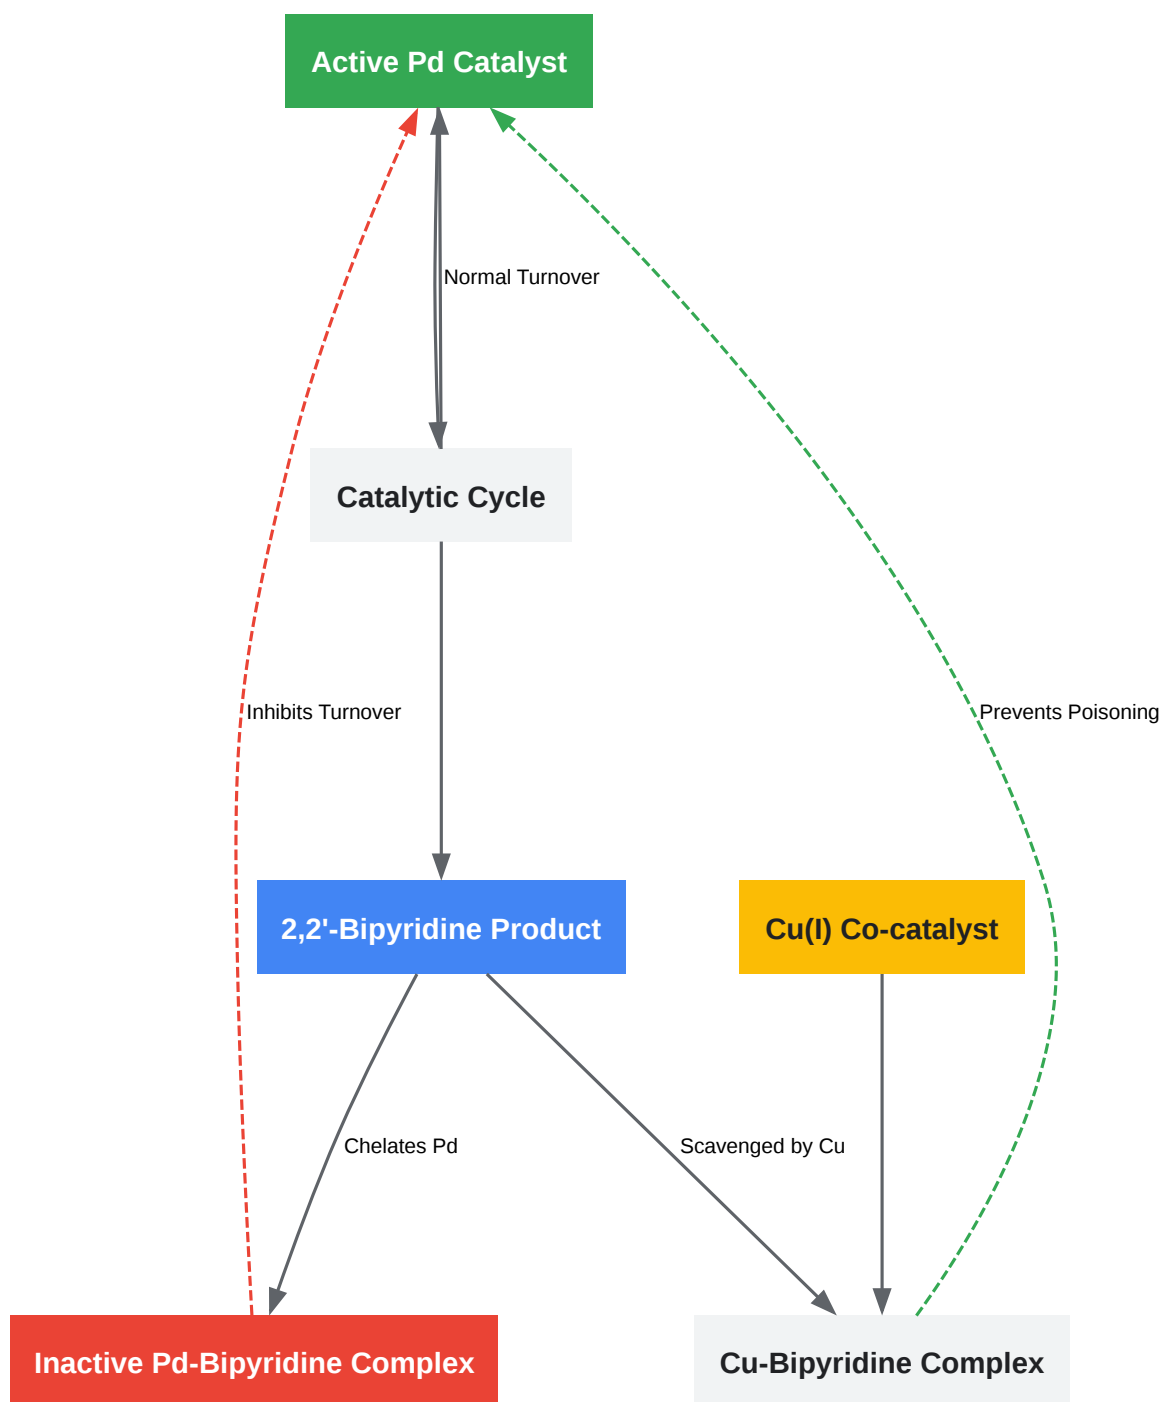 Active Pd Catalyst
Normal Turnover
Catalytic Cycle
Inhibits Turnover
Prevents Poisoning
2,2'-Bipyridine Product
Cu(I) Co-catalyst
Chelates Pd
Scavenged by Cu
Inactive Pd-Bipyridine Complex
Cu-Bipyridine Complex